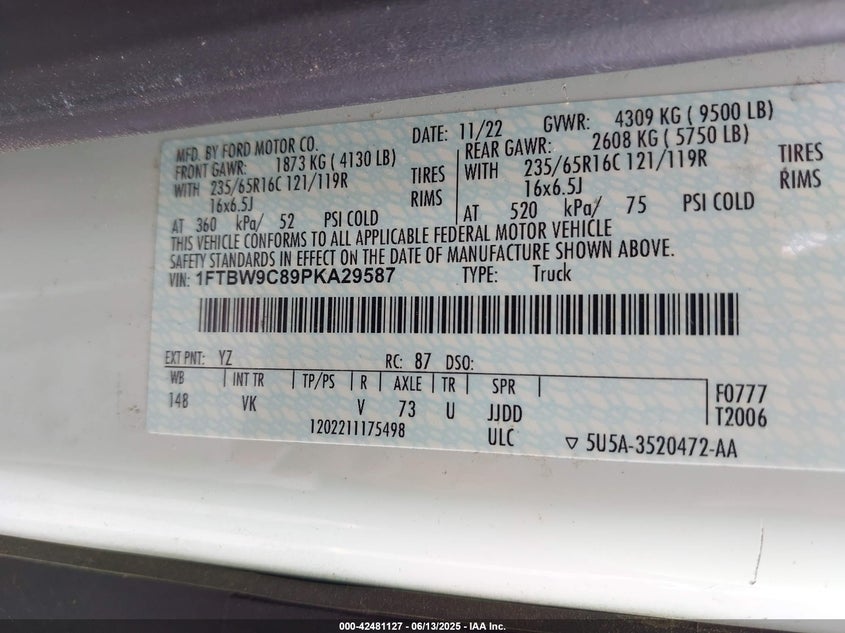 MFD. BY FORD MOTOR CO.
DATE: 11/22 GVWR: 4309 KG ( 9500 LB)
FRONT GAWR: 1873 KG ( 4130 LB) REAR GAWR: 2608 KG ( 5750 LB)
WITH 235/65R16C 121/119R TIRES WITH 235/65R16C 121/119R TIRES
16x6.5J RIMS 16x6.5J RIMS
AT 360 kPa/ 52 PSI COLD AT 520 kPa/ 75 PSI COLD
THIS VEHICLE CONFORMS TO ALL APPLICABLE FEDERAL MOTOR VEHICLE
SAFETY STANDARDS IN EFFECT ON THE DATE OF MANUFACTURE SHOWN ABOVE.
VIN: 1FTBW9C89PKA29587 TYPE: Truck
EXT PNT: YZ RC: 87 DSO:
WB INT TR TP/PS R AXLE TR SPR F0777
148 VK V 73 U JJDD T2006
1202211175498 ULC ▽ 5U5A-3520472-AA
000-42481127 - 06/13/2025 - © IAA Inc.